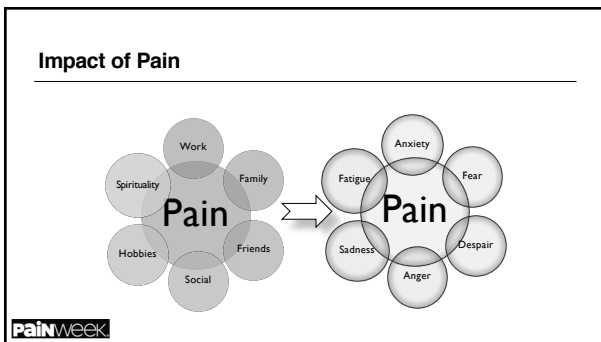 Impact of Pain
Work
Family
Friends
Social
Hobbies
Spirituality
Pain
Anxiety
Fear
Despair
Anger
Sadness
Fatigue
Pain
PAINWEEK.